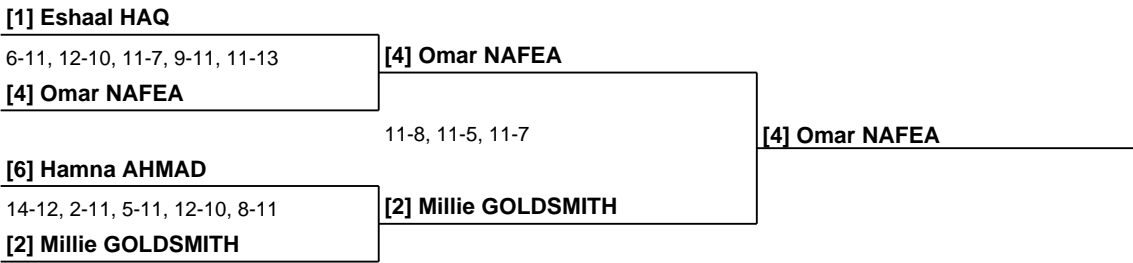 [1] Eshaal HAQ
6-11, 12-10, 11-7, 9-11, 11-13
[4] Omar NAFEA
[4] Omar NAFEA
11-8, 11-5, 11-7
[4] Omar NAFEA
[6] Hamna AHMAD
14-12, 2-11, 5-11, 12-10, 8-11
[2] Millie GOLDSMITH
[2] Millie GOLDSMITH